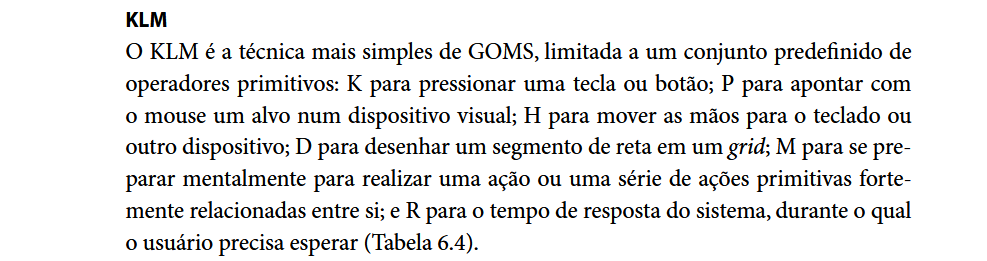 KLM
O KLM é a técnica mais simples de GOMS, limitada a um conjunto predefinido de
operadores primitivos: K para pressionar uma tecla ou botão; P para apontar com
o mouse um alvo num dispositivo visual; H para mover as mãos para o teclado ou
outro dispositivo; D para desenhar um segmento de reta em um grid; M para se pre-
parar mentalmente para realizar uma ação ou uma série de ações primitivas forte-
mente relacionadas entre si; e R para o tempo de resposta do sistema, durante o qual
o usuário precisa esperar (Tabela 6.4).